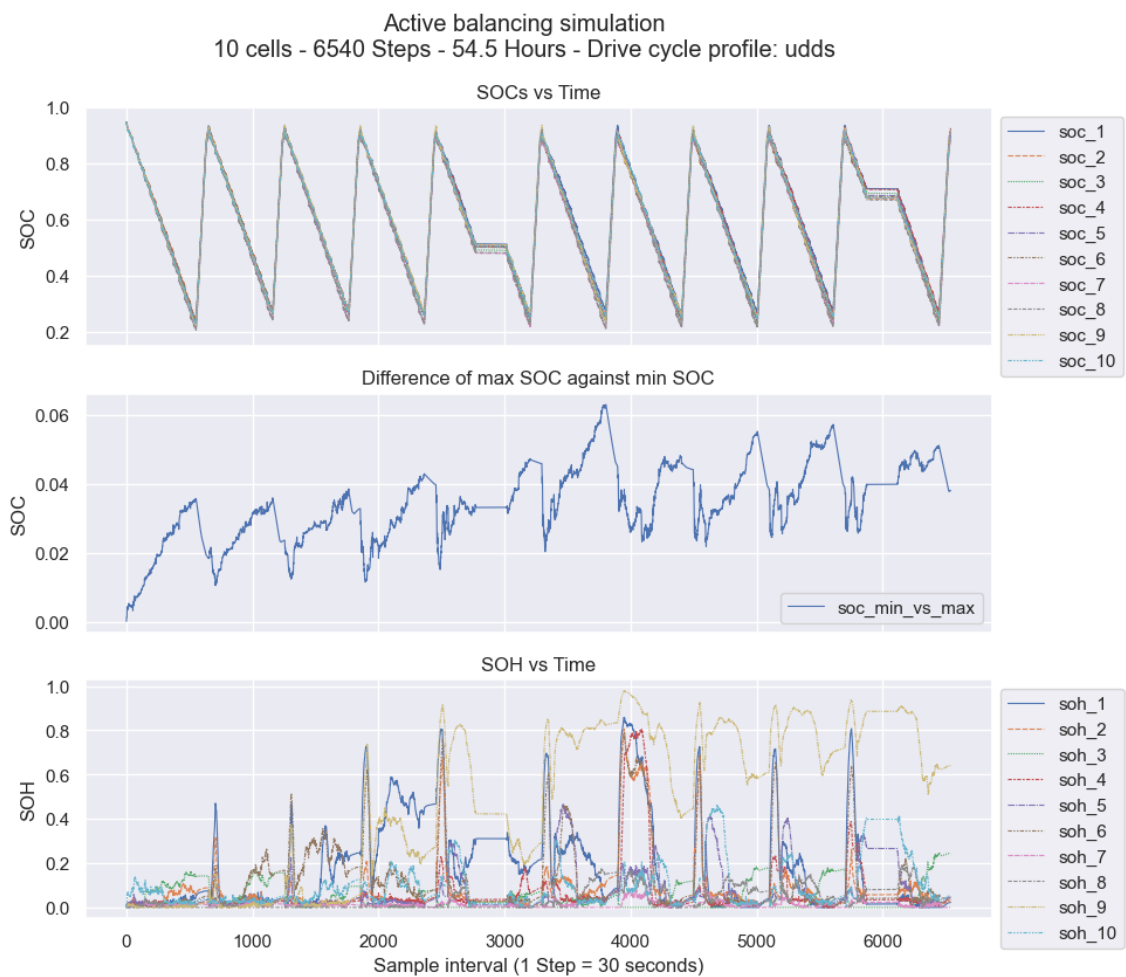 Active balancing simulation
10 cells - 6540 Steps - 54.5 Hours - Drive cycle profile: udds
SOCs vs Time
1.0
0.8
0.6
0.4
0.2
SOC
soc_1
soc_2
soc_3
soc_4
soc_5
soc_6
soc_7
soc_8
soc_9
soc_10
Difference of max SOC against min SOC
0.06
0.04
0.02
0.00
SOC
soc_min_vs_max
SOH vs Time
1.0
0.8
0.6
0.4
0.2
0.0
SOH
soh_1
soh_2
soh_3
soh_4
soh_5
soh_6
soh_7
soh_8
soh_9
soh_10
0 1000 2000 3000 4000 5000 6000
Sample interval (1 Step = 30 seconds)